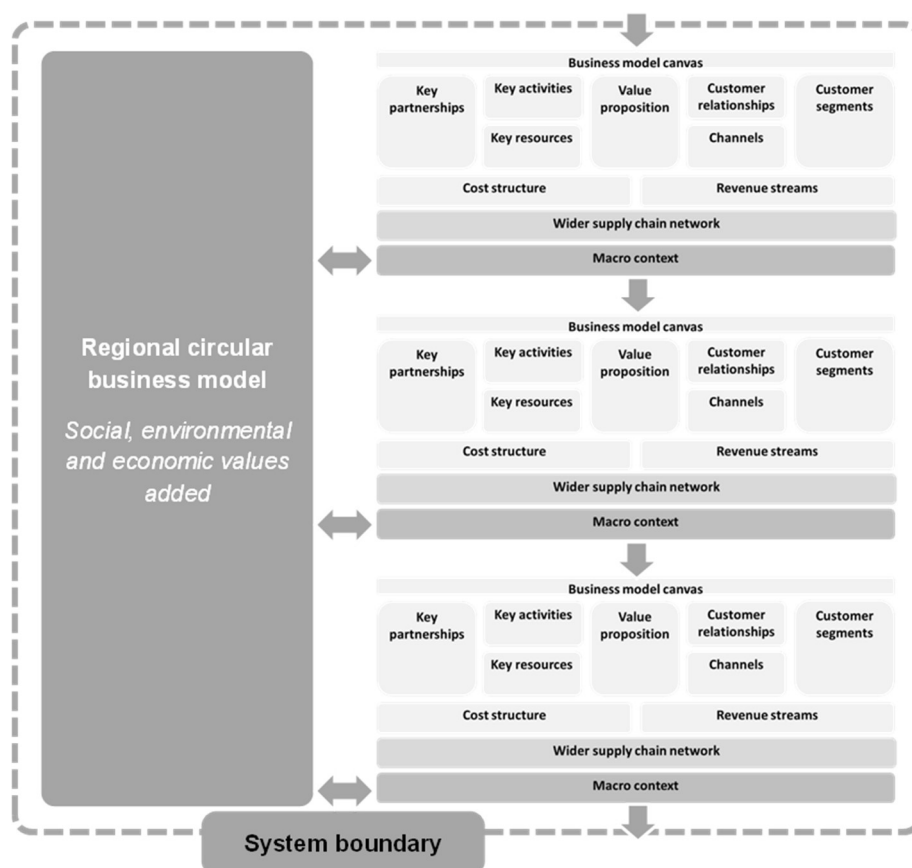 Regional circular
business model
Social, environmental
and economic values
added
Business model canvas
Key
partnerships
Key activities
Key resources
Value
proposition
Customer
relationships
Channels
Customer
segments
Cost structure
Revenue streams
Wider supply chain network
Macro context
Business model canvas
Key
partnerships
Key activities
Key resources
Value
proposition
Customer
relationships
Channels
Customer
segments
Cost structure
Revenue streams
Wider supply chain network
Macro context
Business model canvas
Key
partnerships
Key activities
Key resources
Value
proposition
Customer
relationships
Channels
Customer
segments
Cost structure
Revenue streams
Wider supply chain network
Macro context
System boundary